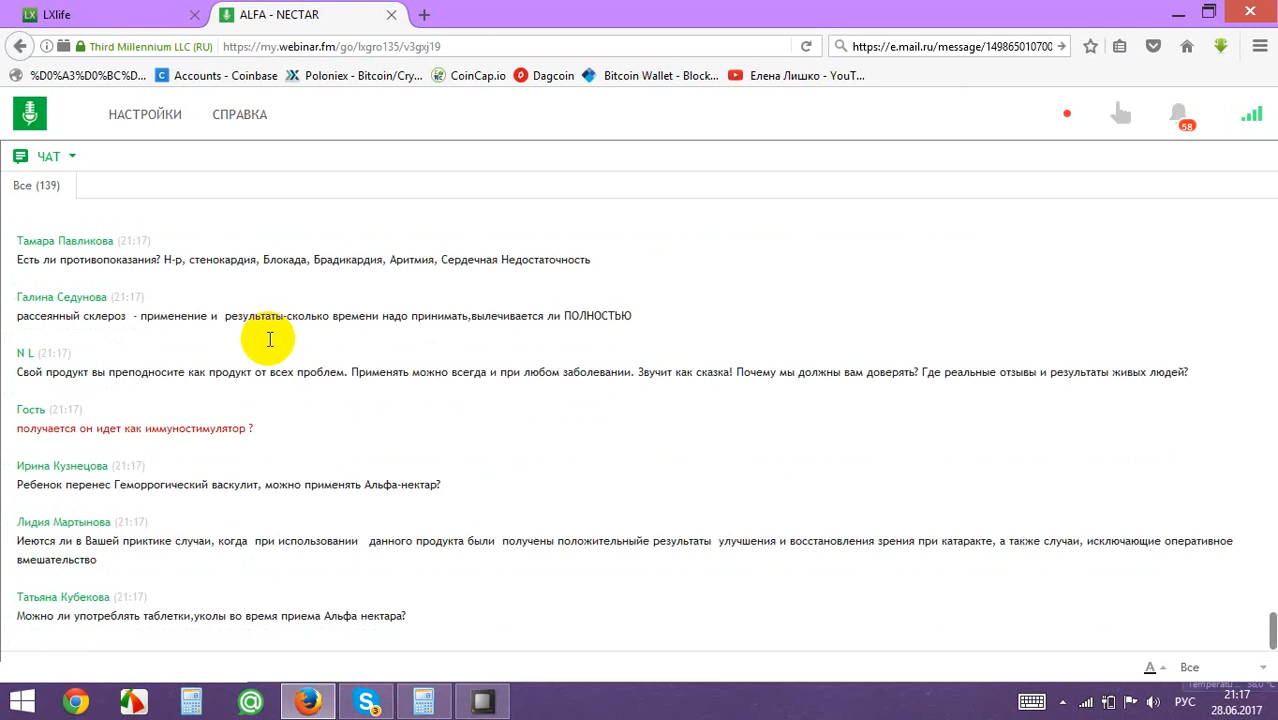 LXlife
ALFA - NECTAR
Third Millennium LLC (RU)
https://my.webinar.fm/go/lxgro135/v3gxj19
https://e.mail.ru/message/149865010700
%D0%A3%D0%BC%D...
Accounts - Coinbase
Poloniex - Bitcoin/Cry...
CoinCap.io
Dagcoin
Bitcoin Wallet - Block...
Елена Лишко - YouT...
НАСТРОЙКИ
СПРАВКА
58
ЧАТ
Все (139)
Тамара Павликова (21:17)
Есть ли противопоказания? Н-р, стенокардия, Блокада, Брадикардия, Аритмия, Сердечная Недостаточность
Галина Седунова (21:17)
рассеянный склероз - применение и результаты-сколько времени надо принимать,вылечивается ли ПОЛНОСТЬЮ
N L (21:17)
Свой продукт вы преподносите как продукт от всех проблем. Применять можно всегда и при любом заболевании. Звучит как сказка! Почему мы должны вам доверять? Где реальные отзывы и результаты живых людей?
Гость (21:17)
получается он идет как иммуностимулятор ?
Ирина Кузнецова (21:17)
Ребенок перенес Геморрогический васкулит, можно применять Альфа-нектар?
Лидия Мартынова (21:17)
Иеются ли в Вашей приктике случаи, когда при использовании данного продукта были получены положительныйе результаты улучшения и восстановления зрения при катаракте, а также случаи, исключающие оперативное
вмешательство
Татьяна Кубекова (21:17)
Можно ли употреблять таблетки,уколы во время приема Альфа нектара?
A
Все
РУС
21:17
28.06.2017